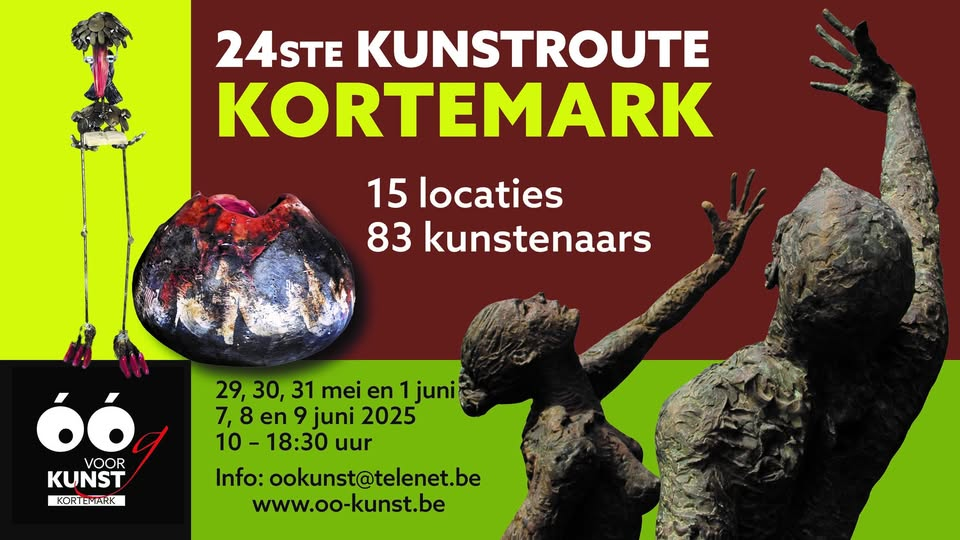 24STE KUNSTROUTE
KORTEMARK
15 locaties
83 kunstenaars
29, 30, 31 mei en 1 juni
7, 8 en 9 juni 2025
10 – 18:30 uur
Info: ookunst@telenet.be
www.oo-kunst.be
óóg
VOOR
KUNST
KORTEMARK